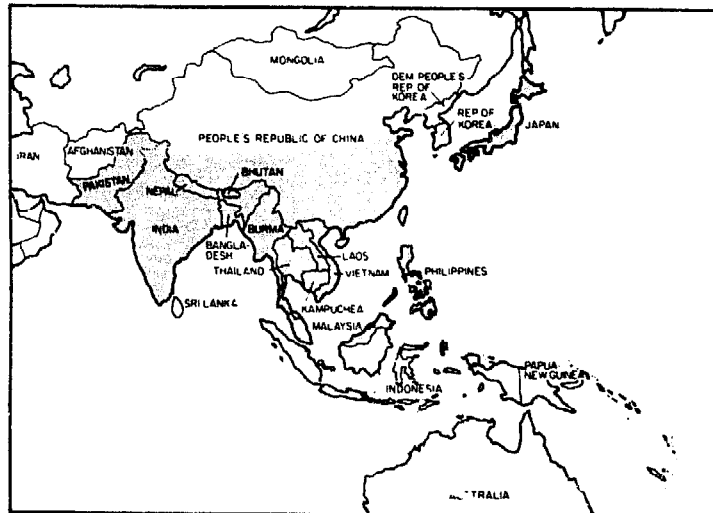 MONGOLIA
DEM PEOPLE'S
REP OF
KOREA
REP OF
KOREA
JAPAN
PEOPLE'S REPUBLIC OF CHINA
IRAN
AFGHANISTAN
PAKISTAN
NEPAL
BHUTAN
INDIA
BANGLA-
DESH
BURMA
LAOS
THAILAND
VIETNAM
PHILIPPINES
KAMPUCHEA
SRI LANKA
MALAYSIA
INDONESIA
PAPUA
NEW GUINEA
AUSTRALIA